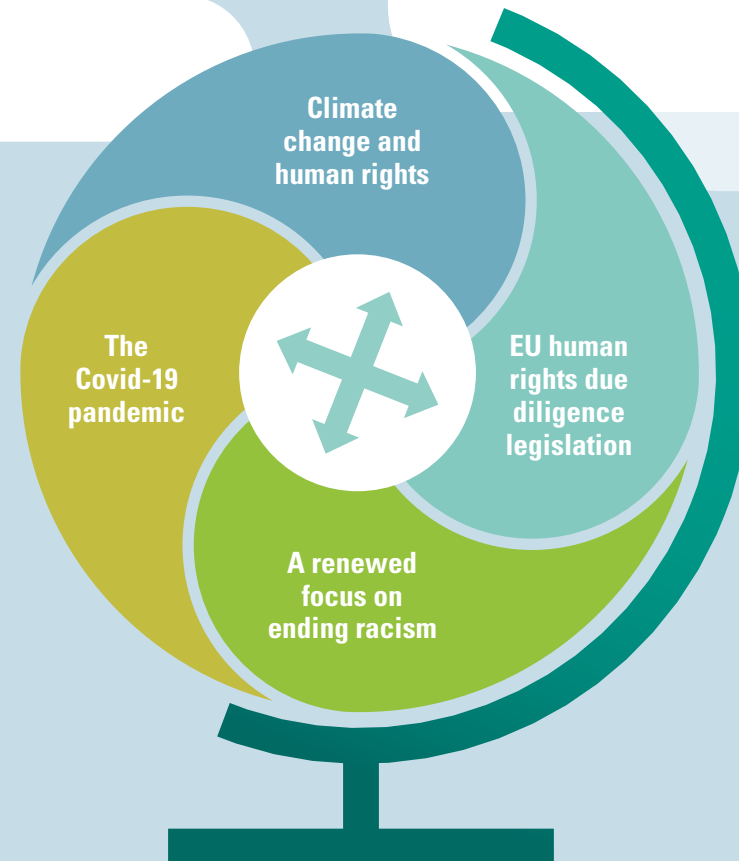 Climate
change and
human rights
The
Covid-19
pandemic
EU human
rights due
diligence
legislation
A renewed
focus on
ending racism